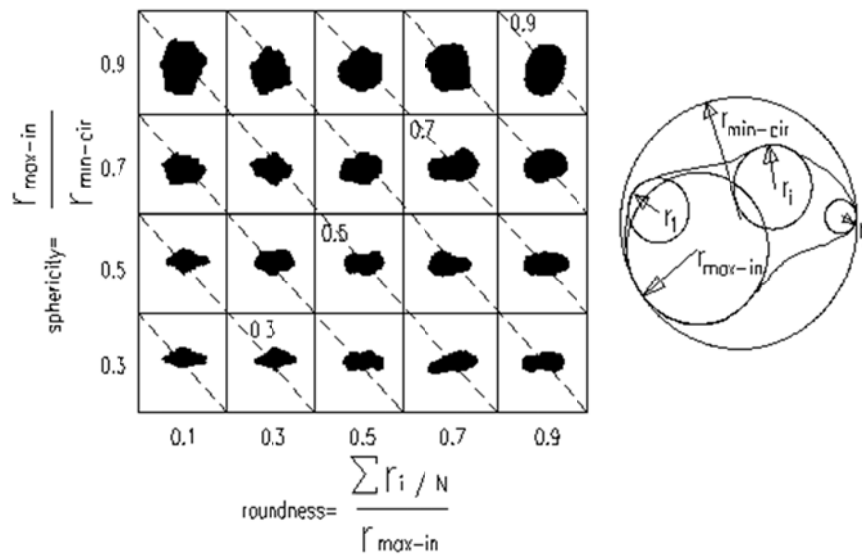 0.9
0.9
0.7
0.7
0.5
0.5
0.3
0.3
sphericity= r max-in / r min-cir
0.1 0.3 0.5 0.7 0.9
roundness= ∑ r i / N
r max-in
r min-cir
r i
r 1
r max-in